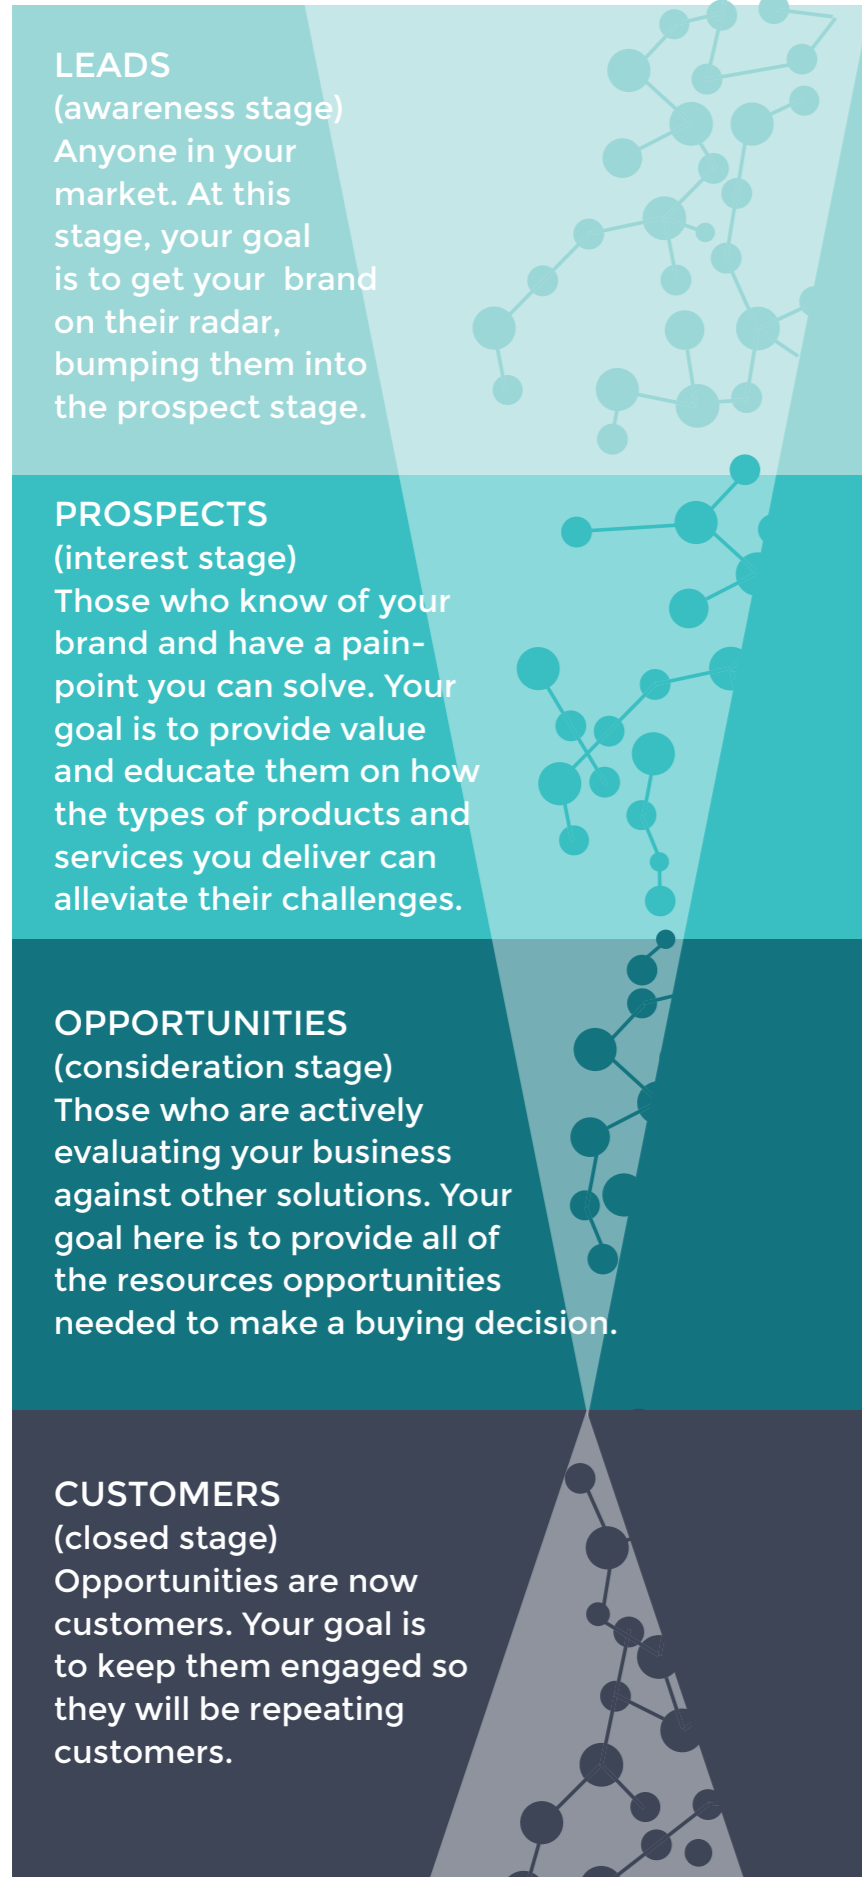 LEADS
(awareness stage)
Anyone in your
market. At this
stage, your goal
is to get your  brand
on their radar,
bumping them into
the prospect stage.
PROSPECTS
(interest stage)
Those who know of your
brand and have a pain-
point you can solve. Your
goal is to provide value
and educate them on how
the types of products and
services you deliver can
alleviate their challenges.
OPPORTUNITIES
(consideration stage)
Those who are actively
evaluating your business
against other solutions. Your
goal here is to provide all of
the resources opportunities
needed to make a buying decision.
CUSTOMERS
(closed stage)
Opportunities are now
customers. Your goal is
to keep them engaged so
they will be repeating
customers.